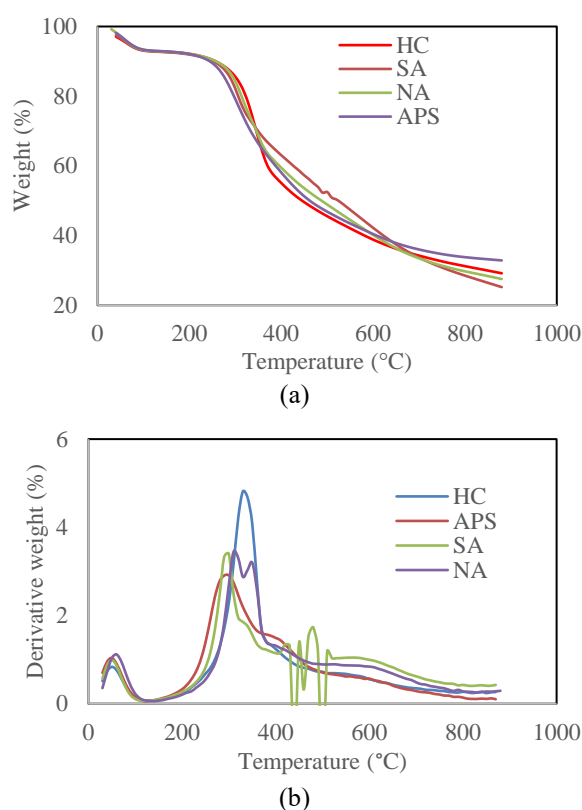 100
80
60
40
20
Weight (%)
HC
SA
NA
APS
0 200 400 600 800 1000
Temperature (°C)
(a)
6
4
2
0
Derivative weight (%)
HC
APS
SA
NA
0 200 400 600 800 1000
Temperature (°C)
(b)